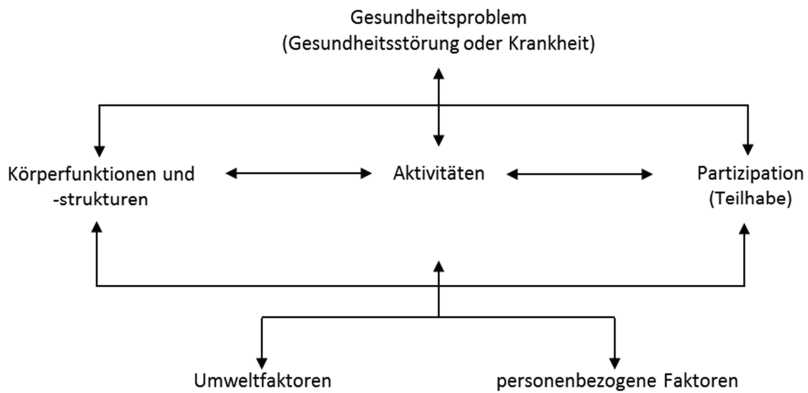 Gesundheitsproblem
(Gesundheitsstörung oder Krankheit)
Körperfunktionen und
-strukturen
Aktivitäten
Partizipation
(Teilhabe)
Umweltfaktoren
personenbezogene Faktoren